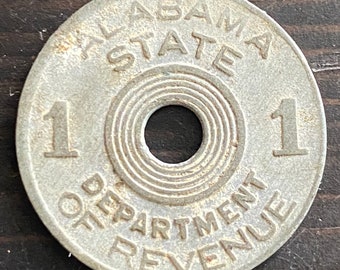 ALABAMA
STATE
1 1
DEPARTMENT
OF REVENUE